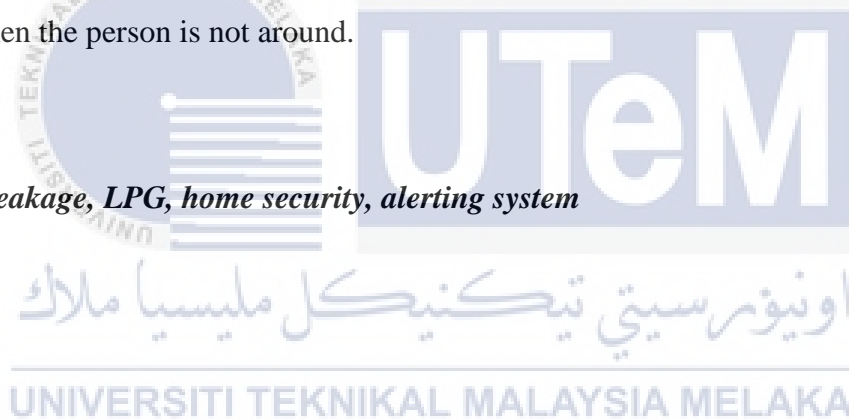 en the person is not around.
UTeM
eakage, LPG, home security, alerting system
اونيۏرسيتي تيكنيكل مليسيا ملاك
UNIVERSITI TEKNIKAL MALAYSIA MELAKA